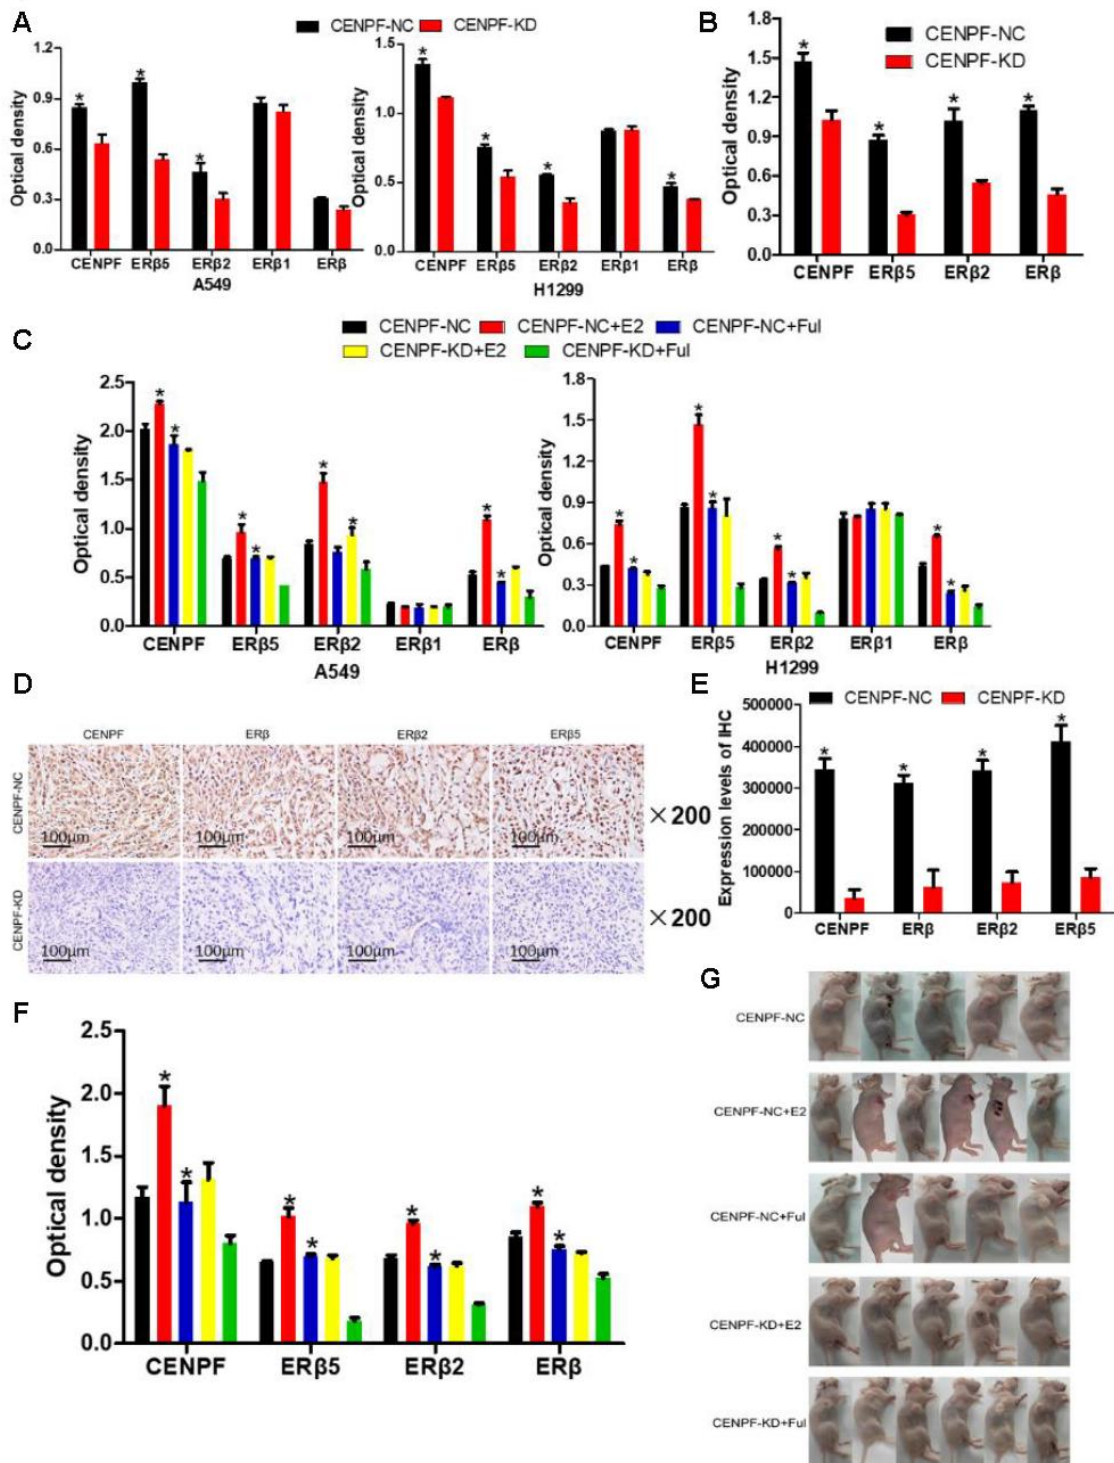 A
CENPF-NC CENPF-KD
Optical density
1.2
0.9
0.6
0.3
0.0
CENPF ERβ5 ERβ2 ERβ1 ERβ
A549
Optical density
1.5
1.0
0.5
0.0
CENPF ERβ5 ERβ2 ERβ1 ERβ
H1299
B
CENPF-NC
CENPF-KD
Optical density
1.8
1.5
1.2
0.9
0.6
0.3
0.0
CENPF ERβ5 ERβ2 ERβ
C
CENPF-NC CENPF-NC+E2 CENPF-NC+Ful
CENPF-KD+E2 CENPF-KD+Ful
Optical density
2.5
2.0
1.5
1.0
0.5
0.0
CENPF ERβ5 ERβ2 ERβ1 ERβ
A549
Optical density
1.8
1.5
1.2
0.9
0.6
0.3
0.0
CENPF ERβ5 ERβ2 ERβ1 ERβ
H1299
D
CENPF ERβ ERβ2 ERβ5
CENPF-NC
100μm 100μm 100μm 100μm
×200
CENPF-KD
100μm 100μm 100μm 100μm
×200
E
CENPF-NC CENPF-KD
Expression levels of IHC
500000
400000
300000
200000
100000
0
CENPF ERβ ERβ2 ERβ5
F
Optical density
2.5
2.0
1.5
1.0
0.5
0.0
CENPF ERβ5 ERβ2 ERβ
G
CENPF-NC
CENPF-NC+E2
CENPF-NC+Ful
CENPF-KD+E2
CENPF-KD+Ful